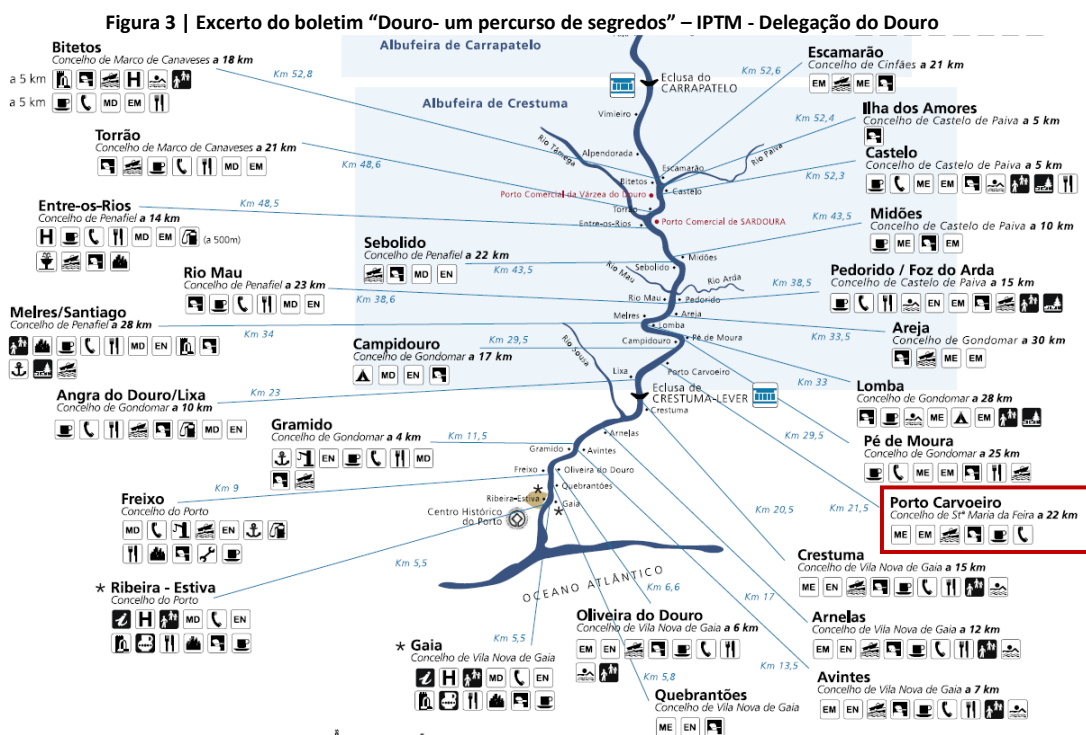 Figura 3 | Excerto do boletim “Douro- um percurso de segredos” – IPTM - Delegação do Douro
Bitetos
Concelho de Marco de Canaveses a 18 km
a 5 km
H
a 5 km
MD EM
Km 52,8
Albufeira de Carrapatelo
Eclusa do
CARRAPATELO
Km 52,6
Escamarão
Concelho de Cinfães a 21 km
EM ME
Albufeira de Crestuma
Vimieiro
Km 52,4
Ilha dos Amores
Concelho de Castelo de Paiva a 5 km
Torrão
Concelho de Marco de Canaveses a 21 km
MD EM
Km 48,6
Rio Tâmega
Alpendorada
Escamarão
Rio Paiva
Bitetos
Castelo
Porto Comercial da Várzea do Douro
Torrão
Porto Comercial de SARDOURA
Entre-os-Rios
Castelo
Concelho de Castelo de Paiva a 5 km
Km 52,3
ME EM
Entre-os-Rios
Concelho de Penafiel a 14 km
H MD EM (a 500m)
Km 48,5
Km 43,5
Midões
Concelho de Castelo de Paiva a 10 km
ME EM
Sebolido
Concelho de Penafiel a 22 km
MD EN
Km 43,5
Midões
Sebolido
Rio Mau
Rio Arda
Rio Mau
Pedorido
Rio Mau
Concelho de Penafiel a 23 km
MD EN
Km 38,6
Km 38,5
Pedorido / Foz do Arda
Concelho de Castelo de Paiva a 15 km
EN EM
Melres/Santiago
Concelho de Penafiel a 28 km
MD EN
Km 34
Melres
Areja
Lomba
Campidouro
Pé de Moura
Km 33,5
Areja
Concelho de Gondomar a 30 km
ME EM
Campidouro
Concelho de Gondomar a 17 km
MD EN
Km 29,5
Rio Sousa
Lixa
Porto Carvoeiro
Km 33
Lomba
Concelho de Gondomar a 28 km
ME EM
Angra do Douro/Lixa
Concelho de Gondomar a 10 km
MD EN
Km 23
Eclusa de
CRESTUMA-LEVER
Crestuma
Km 29,5
Pé de Moura
Concelho de Gondomar a 25 km
ME EM
Gramido
Concelho de Gondomar a 4 km
EN MD
Km 11,5
Arnelas
Gramido
Avintes
Freixo
Oliveira do Douro
Quebrantões
Ribeira-Estiva
*
Gaia
*
Centro Histórico
do Porto
Km 21,5
Porto Carvoeiro
Concelho de Stª Maria da Feira a 22 km
ME EM
Freixo
Concelho do Porto
MD EN
Km 9
Km 20,5
Crestuma
Concelho de Vila Nova de Gaia a 15 km
ME EN
* Ribeira - Estiva
Concelho do Porto
i H MD EN
Km 5,5
OCEANO ATLÂNTICO
Km 6,6
Km 17
Oliveira do Douro
Concelho de Vila Nova de Gaia a 6 km
EM EN
Arnelas
Concelho de Vila Nova de Gaia a 12 km
EM EN
* Gaia
Concelho de Vila Nova de Gaia
i H MD EN
Km 5,5
Km 5,8
Km 13,5
Avintes
Concelho de Vila Nova de Gaia a 7 km
EM EN
Quebrantões
Concelho de Vila Nova de Gaia
ME EN